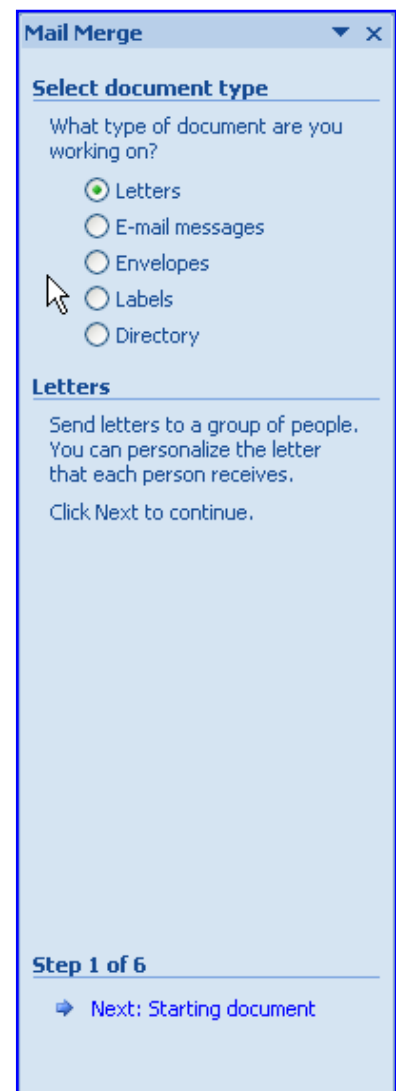 Mail Merge
Select document type
What type of document are you
working on?
Letters
E-mail messages
Envelopes
Labels
Directory
Letters
Send letters to a group of people.
You can personalize the letter
that each person receives.
Click Next to continue.
Step 1 of 6
Next: Starting document